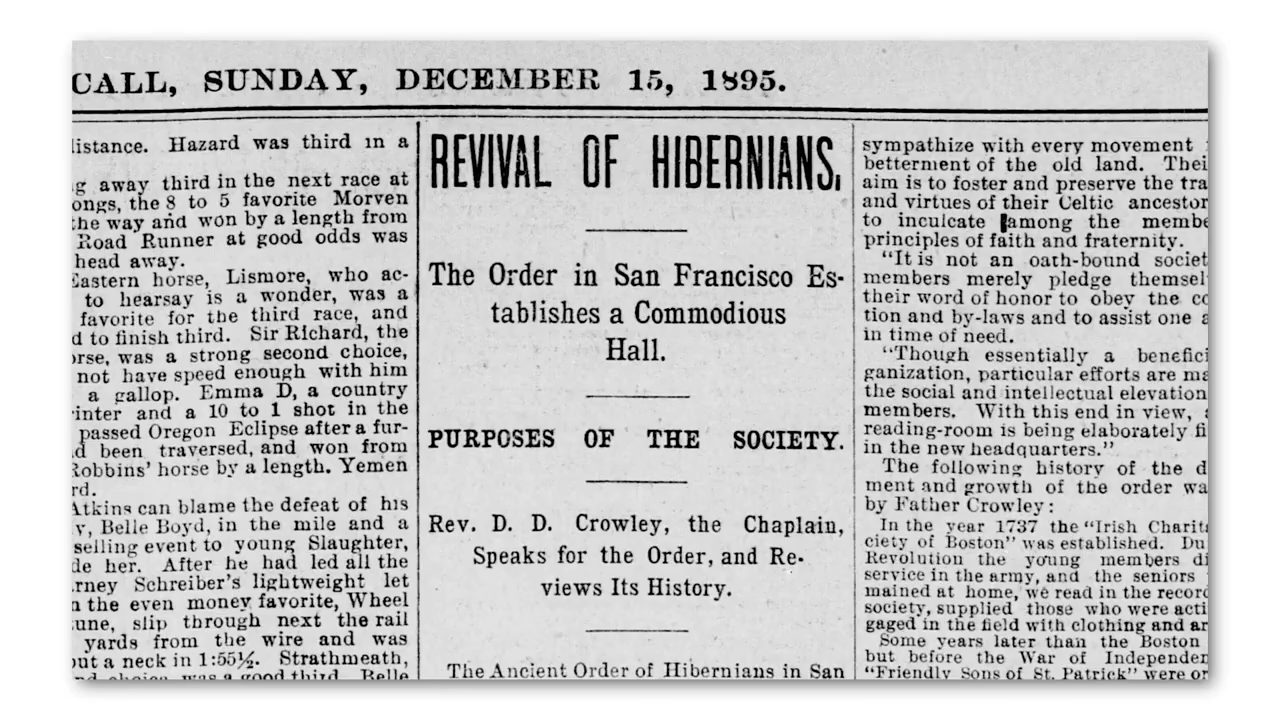 CALL, SUNDAY, DECEMBER 15, 1895.
distance. Hazard was third in a
away third in the next race at
the 8 to 5 favorite Morven
the way and won by a length from
Road Runner at good odds was
head away.
Eastern horse, Lismore, who ac-
to hearsay is a wonder, was a
favorite for the third race, and
to finish third. Sir Richard, the
was a strong second choice,
not have speed enough with him
a gallop. Emma D, a country
and a 10 to 1 shot in the
passed Oregon Eclipse after a fur-
been traversed, and won from
Robbins' horse by a length. Yemen
Atkins can blame the defeat of his
Belle Boyd, in the mile and a
selling event to young Slaughter,
her. After he had led all the
Schreiber's lightweight let
the even money favorite, Wheel
slip through next the rail
yards from the wire and was
a neck in 1:55½. Strathmeath,
choice, was a good third. Belle
REVIVAL OF HIBERNIANS.
The Order in San Francisco Es-
tablishes a Commodious
Hall.
PURPOSES OF THE SOCIETY.
Rev. D. D. Crowley, the Chaplain,
Speaks for the Order, and Re-
views Its History.
The Ancient Order of Hibernians in San
sympathize with every movement
betterment of the old land. Thei
aim is to foster and preserve the tra
and virtues of their Celtic ancestor
to inculcate among the membe
principles of faith and fraternity.
"It is not an oath-bound societ
members merely pledge themsel
their word of honor to obey the co
tion and by-laws and to assist one a
in time of need.
"Though essentially a benefici
ganization, particular efforts are ma
the social and intellectual elevation
members. With this end in view,
reading-room is being elaborately fi
in the new headquarters."
The following history of the d
ment and growth of the order wa
by Father Crowley:
In the year 1737 the "Irish Charita
ciety of Boston" was established. Du
Revolution the young members di
service in the army, and the seniors
mained at home, we read in the record
society, supplied those who were acti
gaged in the field with clothing and ar
Some years later than the Boston
but before the War of Independen
"Friendly Sons of St. Patrick" were or